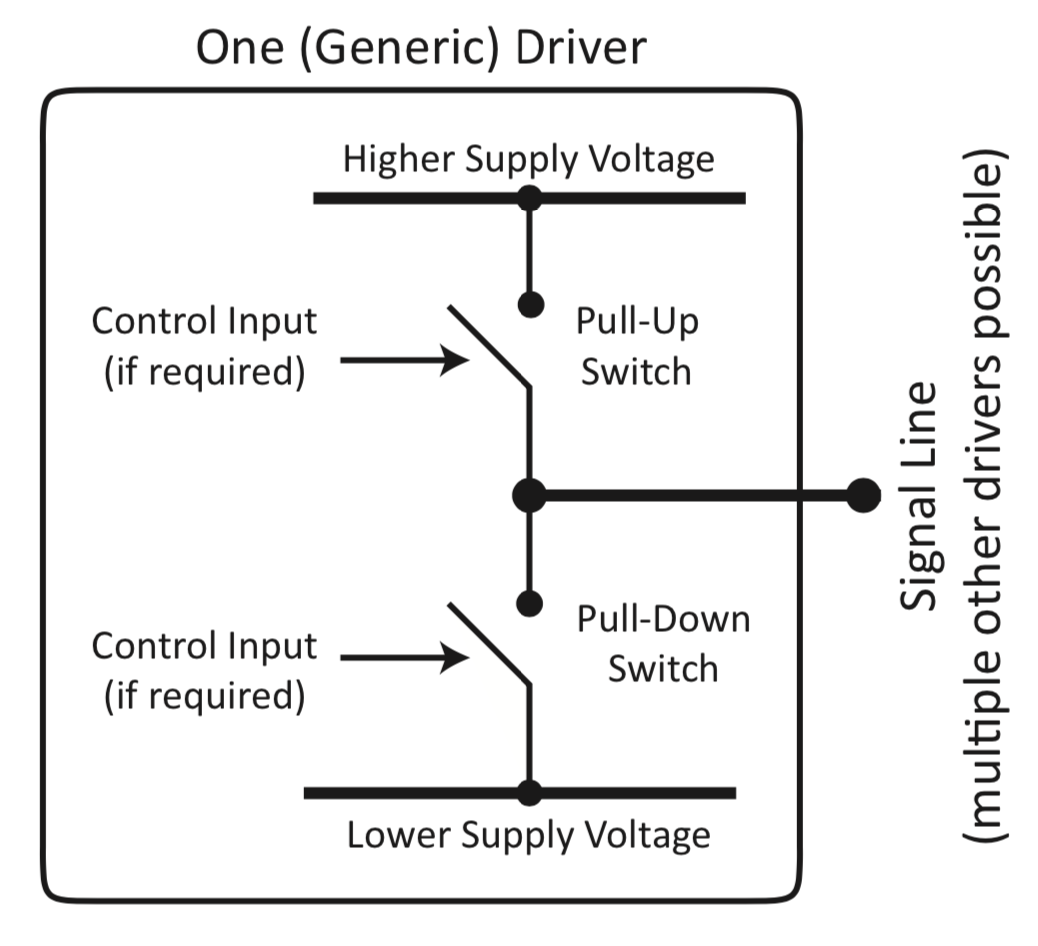 One (Generic) Driver
Higher Supply Voltage
Control Input
(if required)
Pull-Up
Switch
Signal Line
(multiple other drivers possible)
Control Input
(if required)
Pull-Down
Switch
Lower Supply Voltage